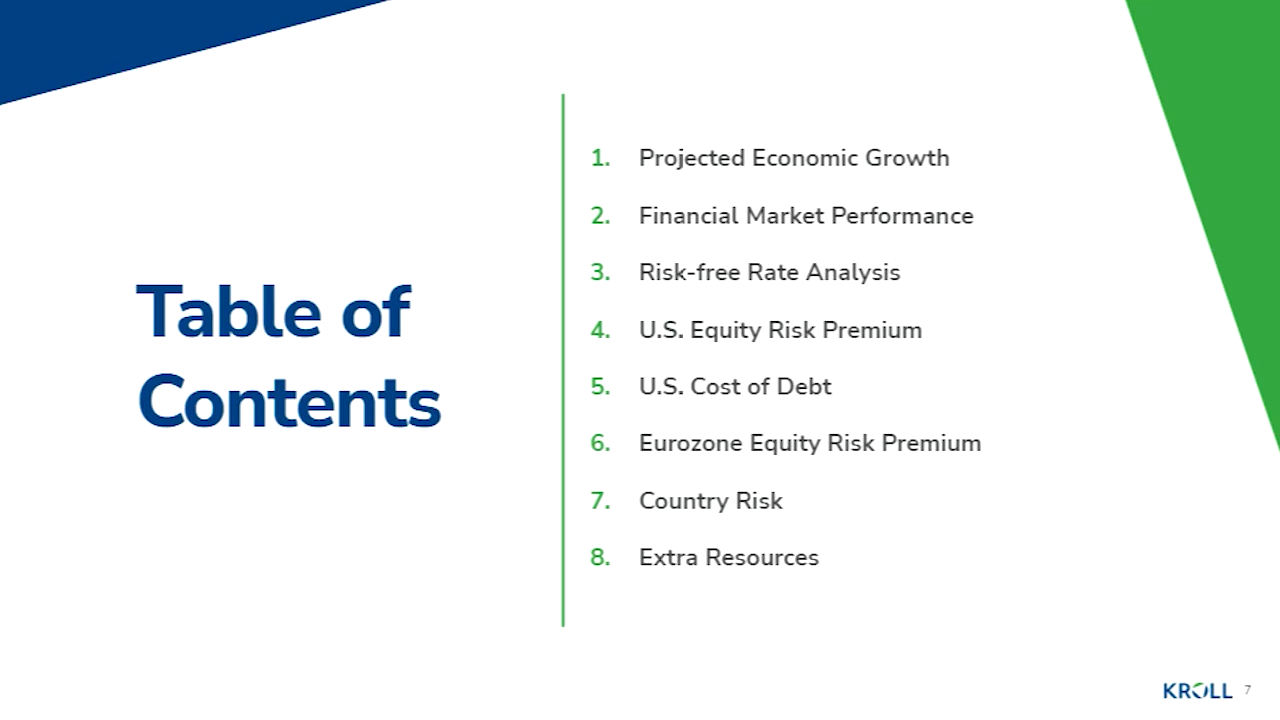 Table of
Contents
1. Projected Economic Growth
2. Financial Market Performance
3. Risk-free Rate Analysis
4. U.S. Equity Risk Premium
5. U.S. Cost of Debt
6. Eurozone Equity Risk Premium
7. Country Risk
8. Extra Resources
KROLL 7